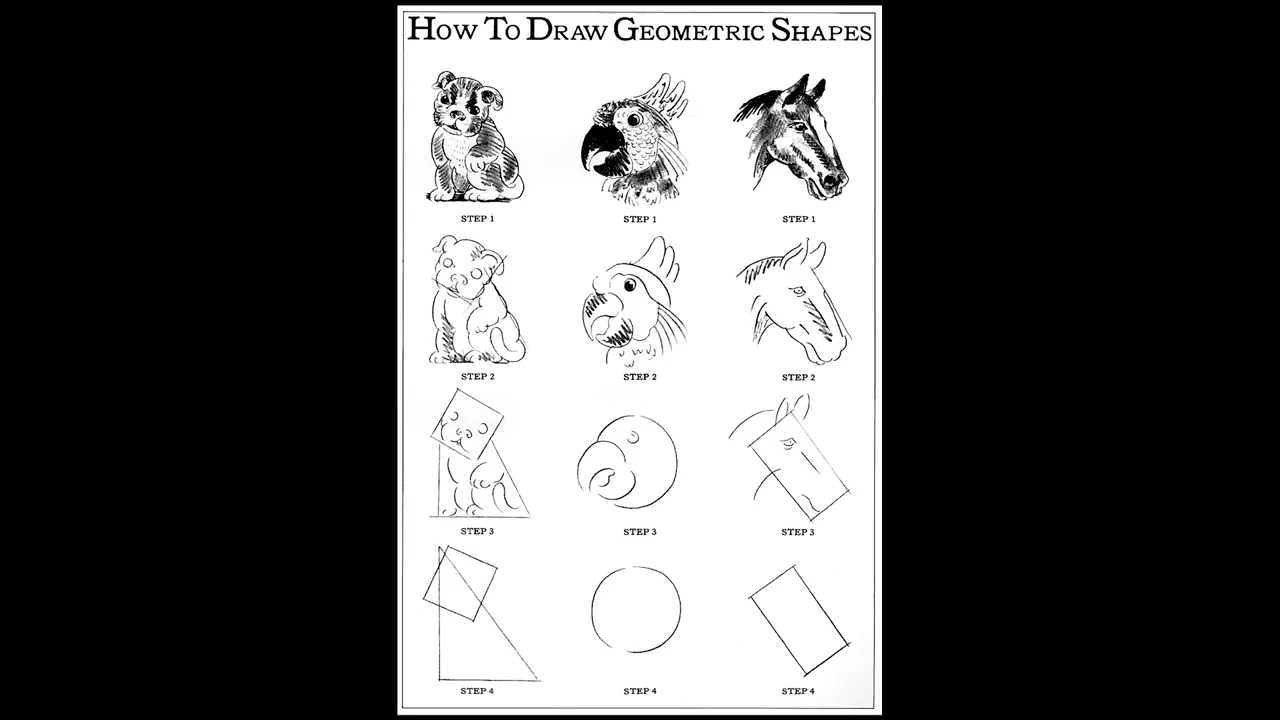 How To Draw Geometric Shapes
STEP 1 STEP 1 STEP 1
STEP 2 STEP 2 STEP 2
STEP 3 STEP 3 STEP 3
STEP 4 STEP 4 STEP 4